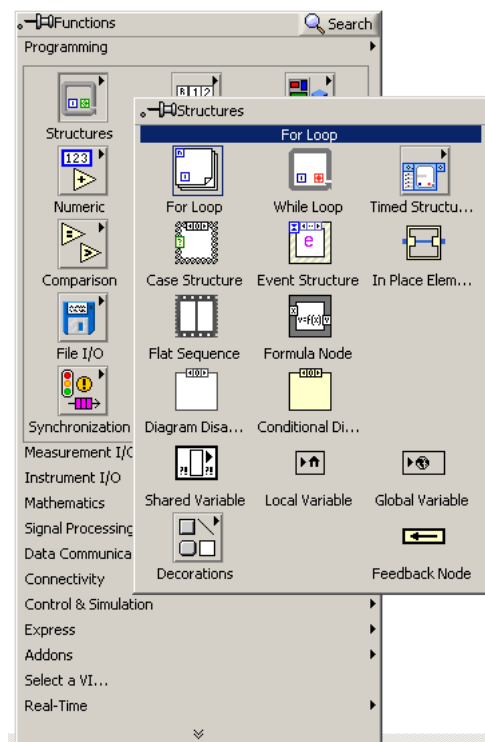 Functions
Search
Programming
Structures
Structures
For Loop
For Loop
While Loop
Timed Structu...
Numeric
Case Structure
Event Structure
In Place Elem...
Comparison
Flat Sequence
Formula Node
File I/O
Diagram Disa...
Conditional Di...
Synchronization
Shared Variable
Local Variable
Global Variable
Decorations
Feedback Node
Measurement I/O
Instrument I/O
Mathematics
Signal Processing
Data Communica
Connectivity
Control & Simulation
Express
Addons
Select a VI...
Real-Time